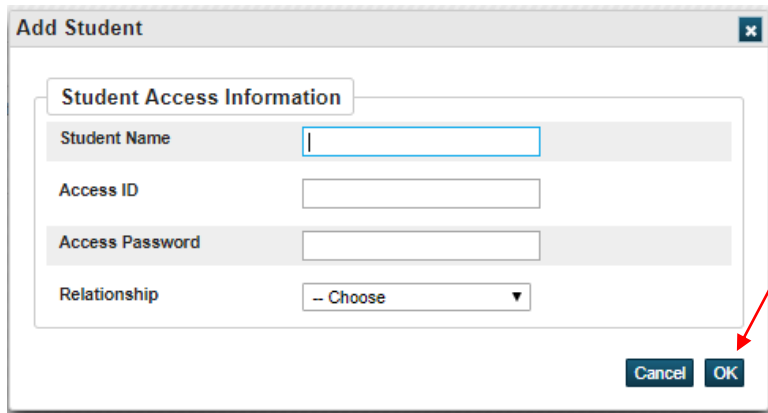 Add Student
x
Student Access Information
Student Name
Access ID
Access Password
Relationship
-- Choose
Cancel OK